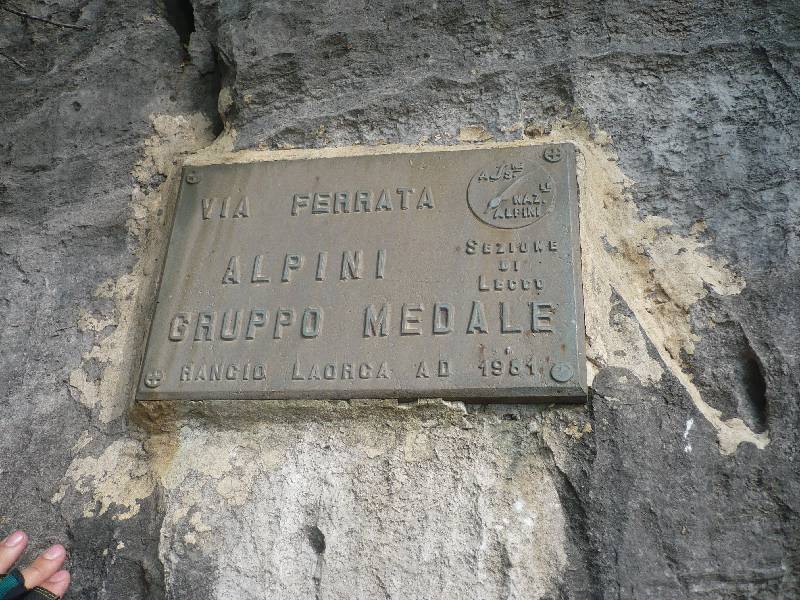 VIA FERRATA
NAZ.
ALPINI
ALPINI
SEZIONE
DI
LECCO
GRUPPO MEDALE
RANCIO LAORCA AD 1981